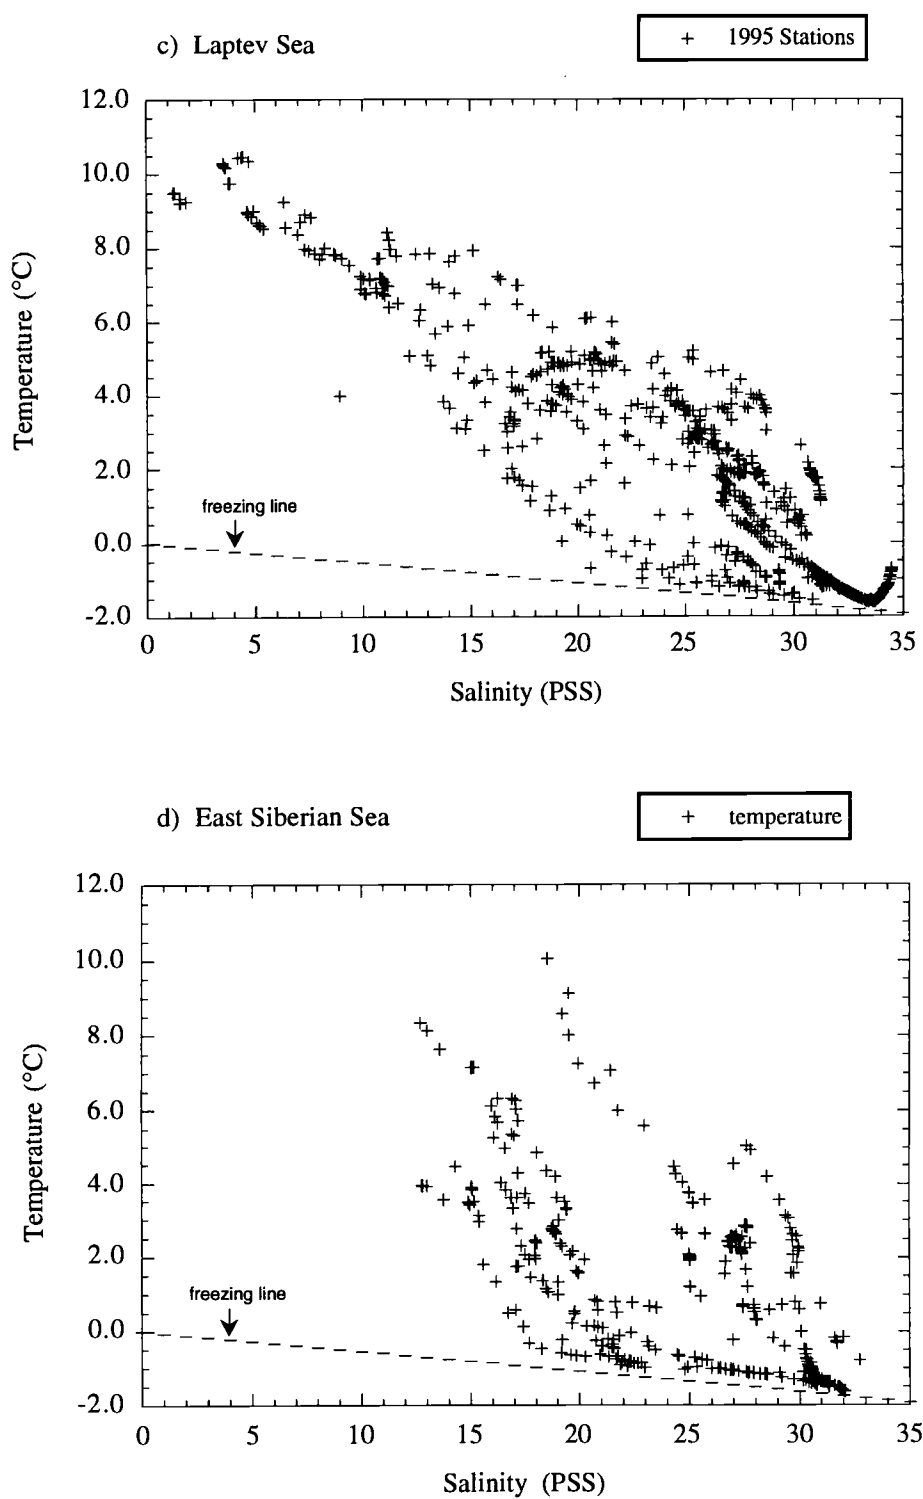 c) Laptev Sea
+ 1995 Stations
12.0
10.0
8.0
6.0
4.0
2.0
0.0
-2.0
Temperature (°C)
freezing line
0 5 10 15 20 25 30 35
Salinity (PSS)
d) East Siberian Sea
+ temperature
12.0
10.0
8.0
6.0
4.0
2.0
0.0
-2.0
Temperature (°C)
freezing line
0 5 10 15 20 25 30 35
Salinity (PSS)